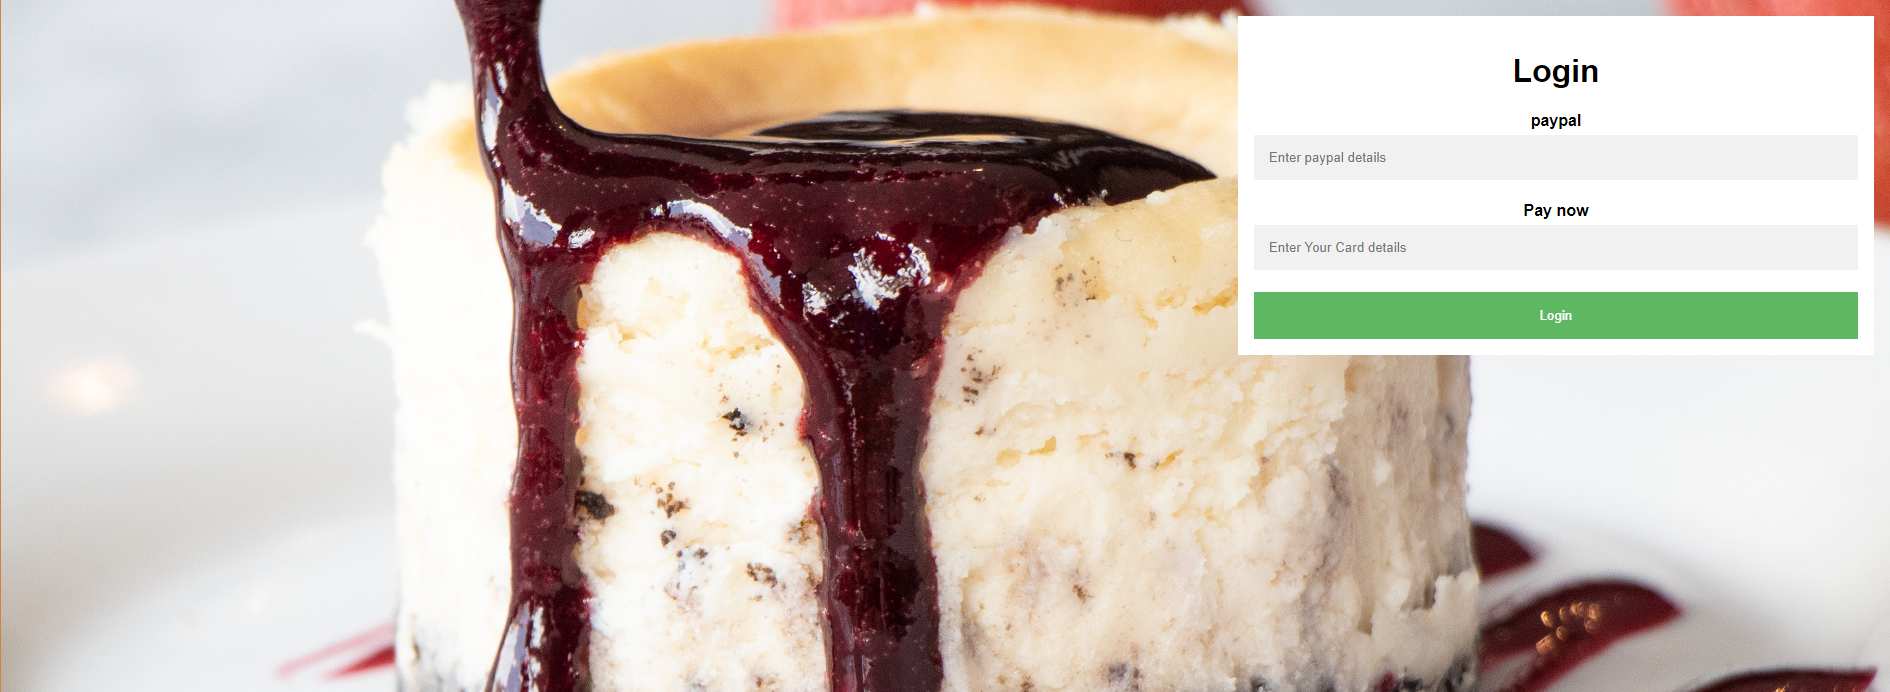 Login
paypal
Enter paypal details
Pay now
Enter Your Card details
Login